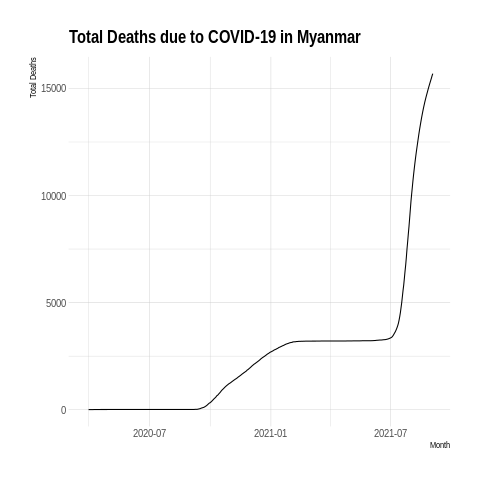 Total Deaths due to COVID-19 in Myanmar
Total Deaths
15000
10000
5000
0
2020-07
2021-01
2021-07
Month